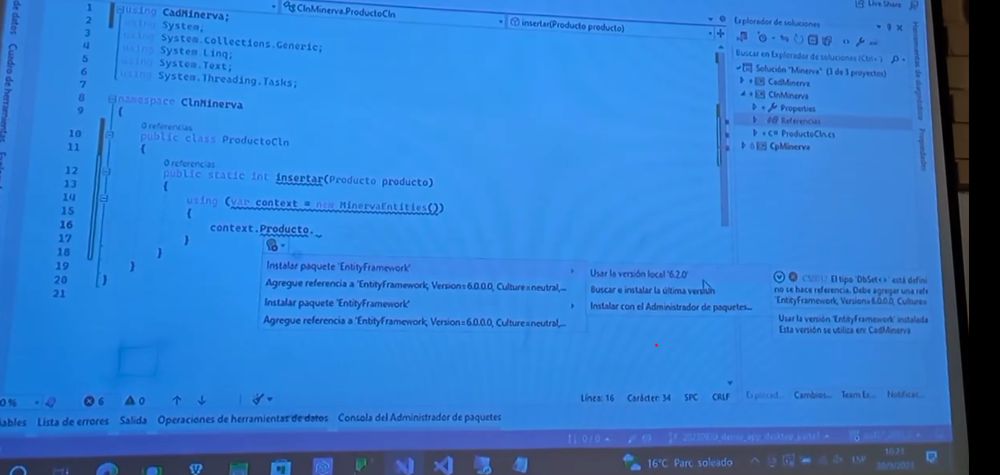 de datos
Cuadro de herramientas
ClnMinerva.ProductoCln
insertar(Producto producto)
Live Share
1 using CadMinerva;
2 using System;
3 using System.Collections.Generic;
4 using System.Linq;
5 using System.Text;
6 using System.Threading.Tasks;
7
8 namespace ClnMinerva
9 {
0 referencias
10 public class ProductoCln
11 {
0 referencias
12 public static int insertar(Producto producto)
13 {
14 using (var context = new MinervaEntities())
15 {
16 context.Producto.
17 }
18 }
19 }
20 }
21
Instalar paquete 'EntityFramework'
Agregue referencia a 'EntityFramework, Version=6.0.0.0, Culture=neutral,...
Instalar paquete 'EntityFramework'
Agregue referencia a 'EntityFramework, Version=6.0.0.0, Culture=neutral,...
Usar la versión local '6.2.0'
Buscar e instalar la última versión
Instalar con el Administrador de paquetes...
CS0012 El tipo 'DbSet<>' está defini
no se hace referencia. Debe agregar una refe
'EntityFramework, Version=6.0.0.0, Culture=
Usar la versión 'EntityFramework' instalada
Esta versión se utiliza en: CadMinerva
Explorador de soluciones
Buscar en Explorador de soluciones (Ctrl+ )
Solución "Minerva" (3 de 3 proyectos)
CadMinerva
ClnMinerva
Properties
Referencias
C# ProductoCln.cs
CpMinerva
Herramientas de diagnóstico
Propiedades
0%
6
0
Línea: 16
Carácter: 34
SPC
CRLF
Explorad...
Cambios...
Team Ex...
Notificac...
iables
Lista de errores
Salida
Operaciones de herramientas de datos
Consola del Administrador de paquetes
0 / 0
16°C Parc soleado
ESP
10:23